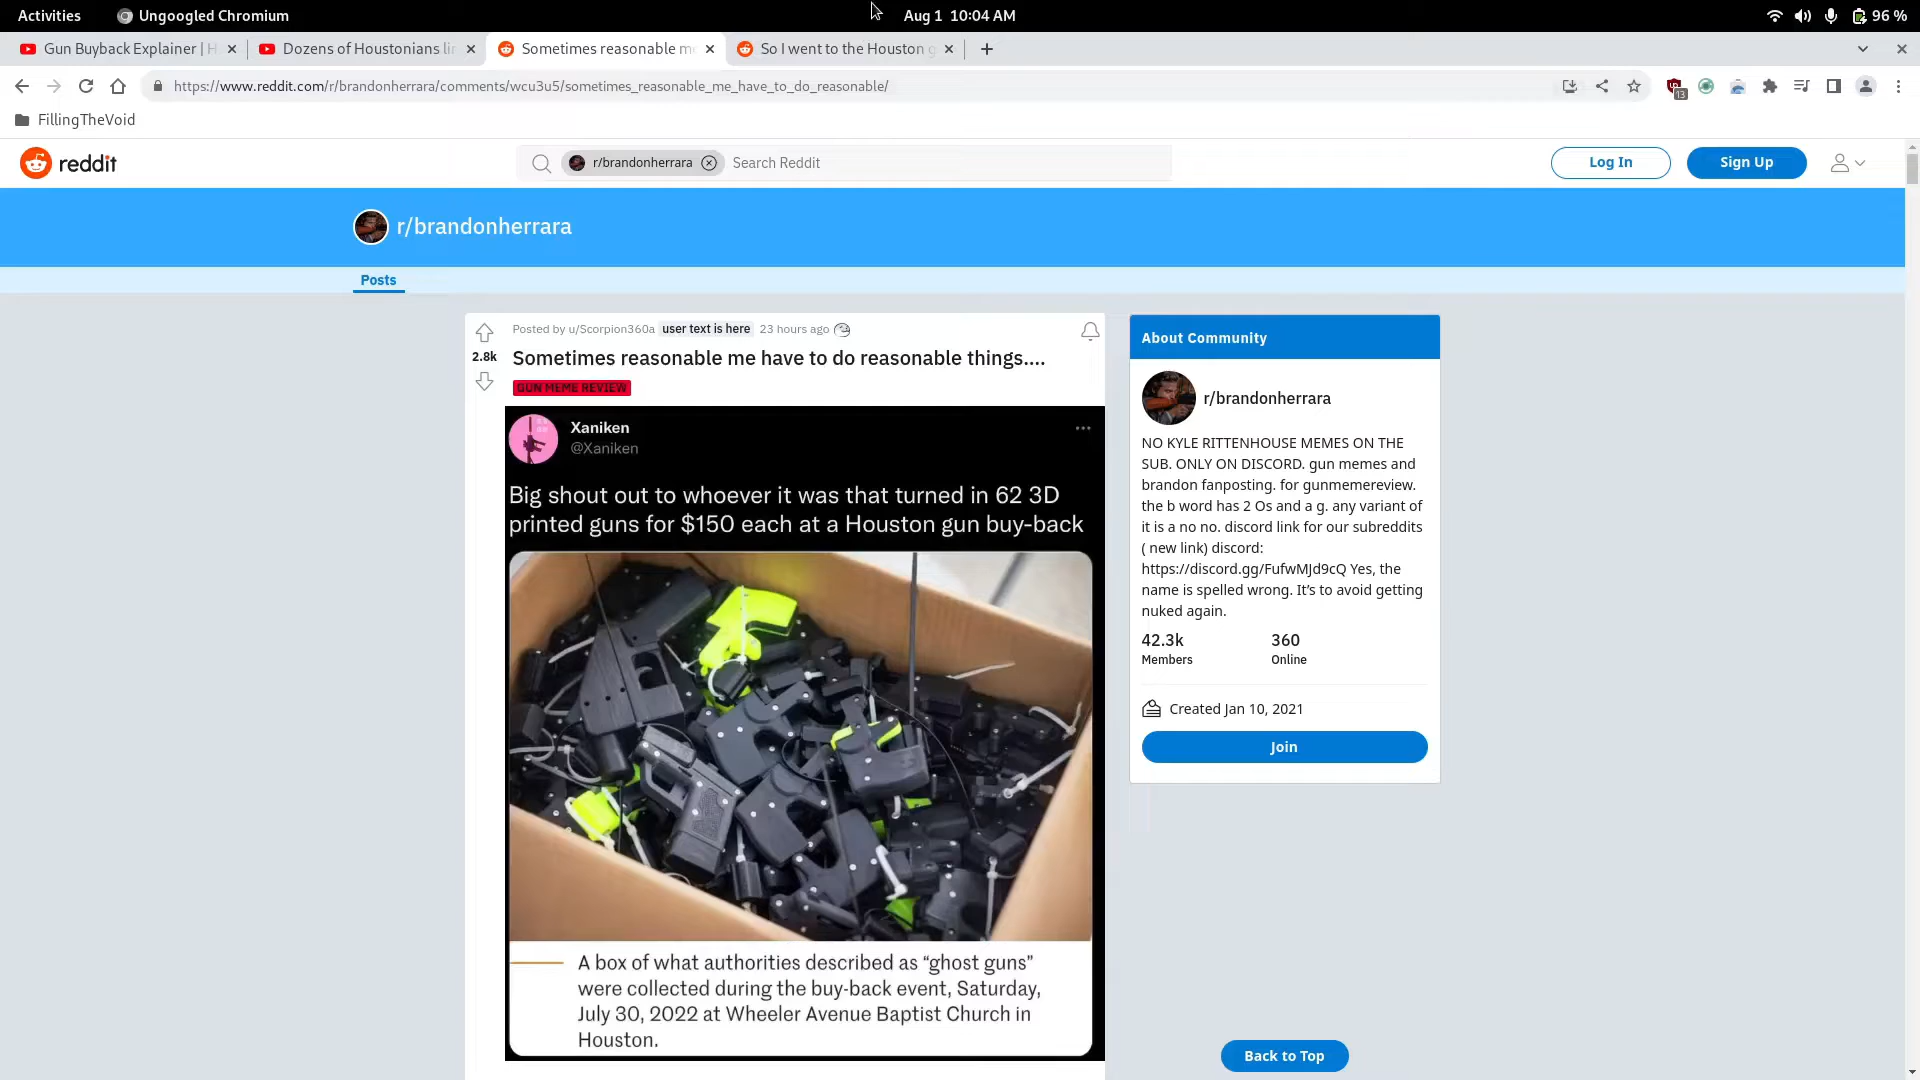 Activities
Ungoogled Chromium
Aug 1 10:04 AM
96 %
Gun Buyback Explainer | H
Dozens of Houstonians li
Sometimes reasonable m
So I went to the Houston g
https://www.reddit.com/r/brandonherrara/comments/wcu3u5/sometimes_reasonable_me_have_to_do_reasonable/
13
FillingTheVoid
reddit
r/brandonherrara
Search Reddit
Log In
Sign Up
r/brandonherrara
Posts
Posted by u/Scorpion360a user text is here 23 hours ago
2.8k
Sometimes reasonable me have to do reasonable things....
GUN MEME REVIEW
Xaniken
@Xaniken
Big shout out to whoever it was that turned in 62 3D
printed guns for $150 each at a Houston gun buy-back
A box of what authorities described as “ghost guns”
were collected during the buy-back event, Saturday,
July 30, 2022 at Wheeler Avenue Baptist Church in
Houston.
About Community
r/brandonherrara
NO KYLE RITTENHOUSE MEMES ON THE
SUB. ONLY ON DISCORD. gun memes and
brandon fanposting. for gunmemereview.
the b word has 2 Os and a g. any variant of
it is a no no. discord link for our subreddits
( new link) discord:
https://discord.gg/FufwMJd9cQ Yes, the
name is spelled wrong. It’s to avoid getting
nuked again.
42.3k
Members
360
Online
Created Jan 10, 2021
Join
Back to Top